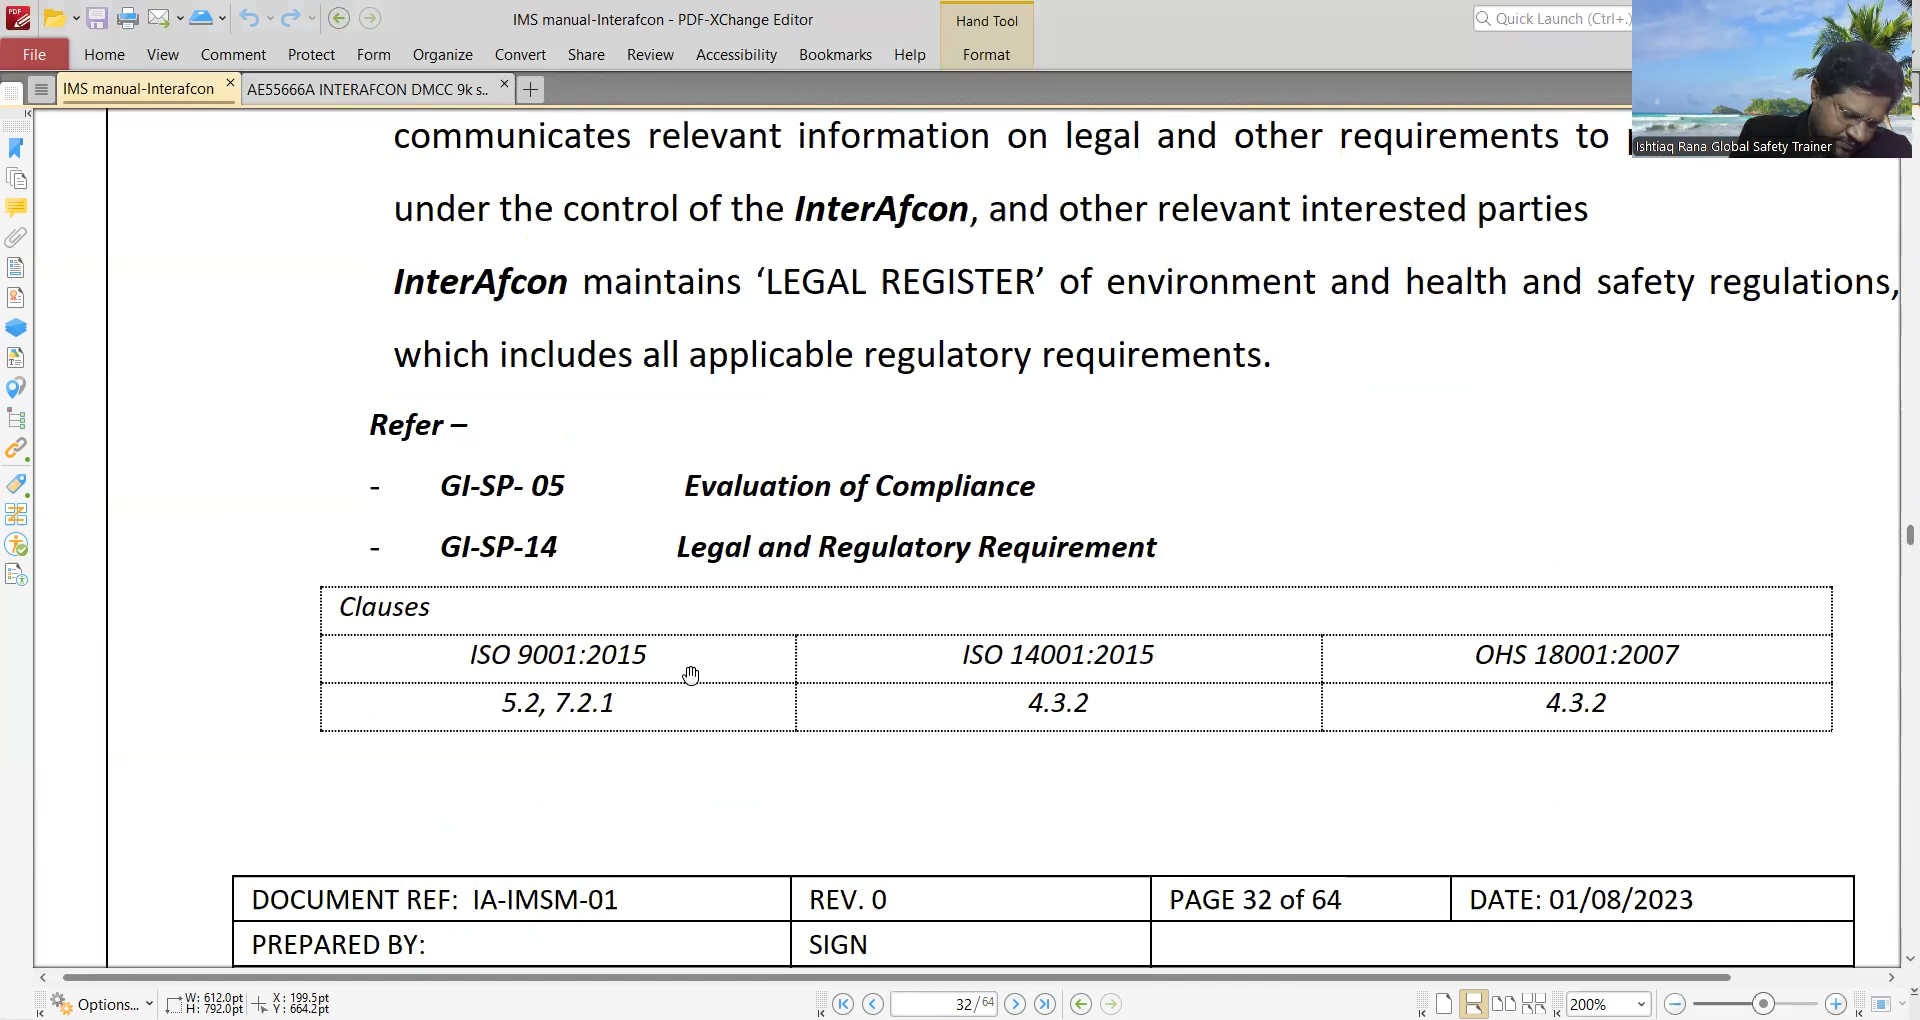 IMS manual-Interafcon - PDF-XChange Editor
Hand Tool
Quick Launch (Ctrl+.)
File Home View Comment Protect Form Organize Convert Share Review Accessibility Bookmarks Help Format
IMS manual-Interafcon
AE55666A INTERAFCON DMCC 9k s..
Ishtiaq Rana Global Safety Trainer
communicates relevant information on legal and other requirements to
under the control of the InterAfcon, and other relevant interested parties
InterAfcon maintains ‘LEGAL REGISTER’ of environment and health and safety regulations,
which includes all applicable regulatory requirements.
Refer –
- GI-SP- 05 Evaluation of Compliance
- GI-SP-14 Legal and Regulatory Requirement
Clauses
ISO 9001:2015 ISO 14001:2015 OHS 18001:2007
5.2, 7.2.1 4.3.2 4.3.2
DOCUMENT REF: IA-IMSM-01 REV. 0 PAGE 32 of 64 DATE: 01/08/2023
PREPARED BY: SIGN
Options...
W: 612.0pt
H: 792.0pt
X: 199.5pt
Y: 664.2pt
32/64
200%